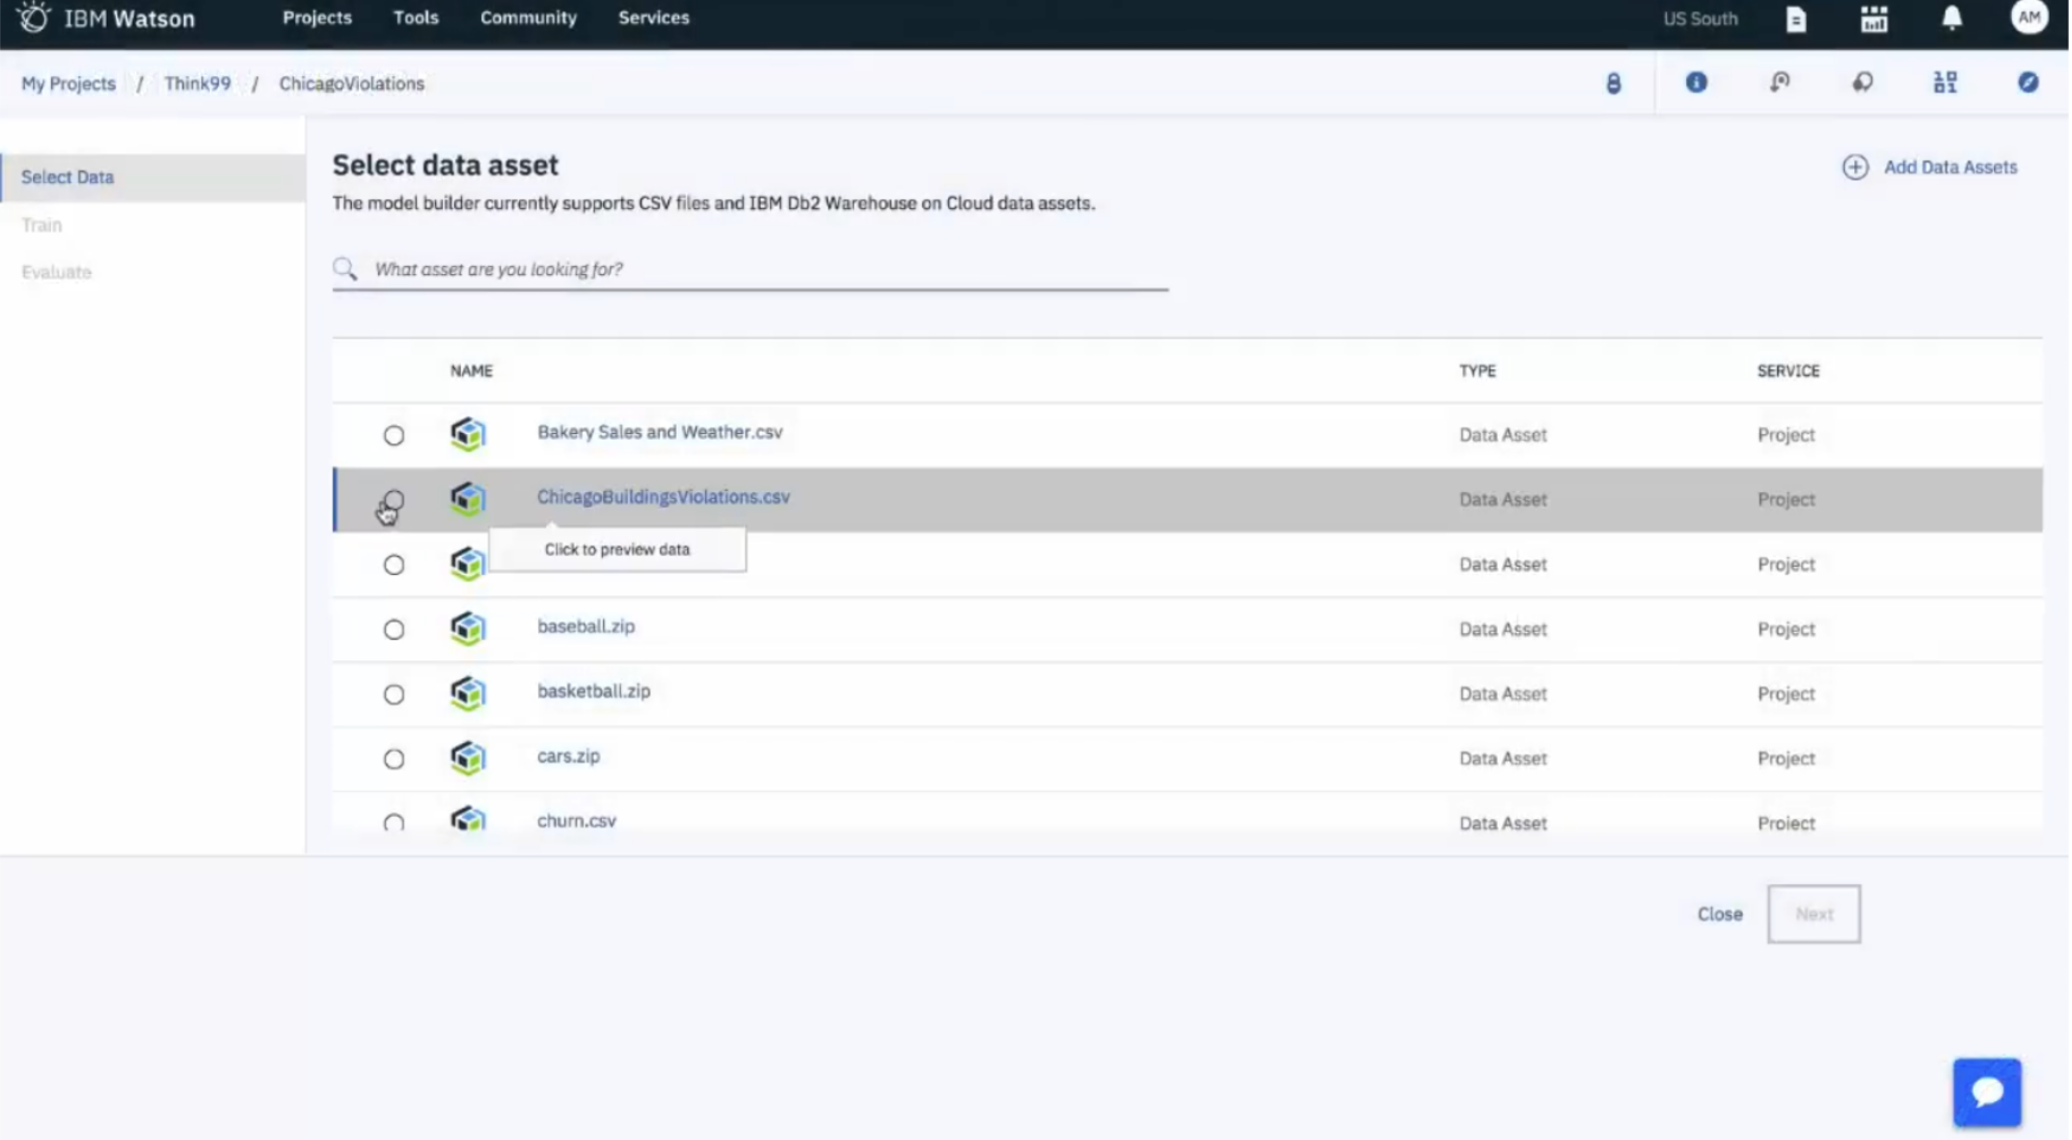 IBM Watson Projects Tools Community Services US South AM
My Projects / Think99 / ChicagoViolations
Select Data
Train
Evaluate
Select data asset
Add Data Assets
The model builder currently supports CSV files and IBM Db2 Warehouse on Cloud data assets.
What asset are you looking for?
NAME TYPE SERVICE
Bakery Sales and Weather.csv Data Asset Project
ChicagoBuildingsViolations.csv Data Asset Project
Click to preview data
Data Asset Project
baseball.zip Data Asset Project
basketball.zip Data Asset Project
cars.zip Data Asset Project
churn.csv Data Asset Project
Close Next